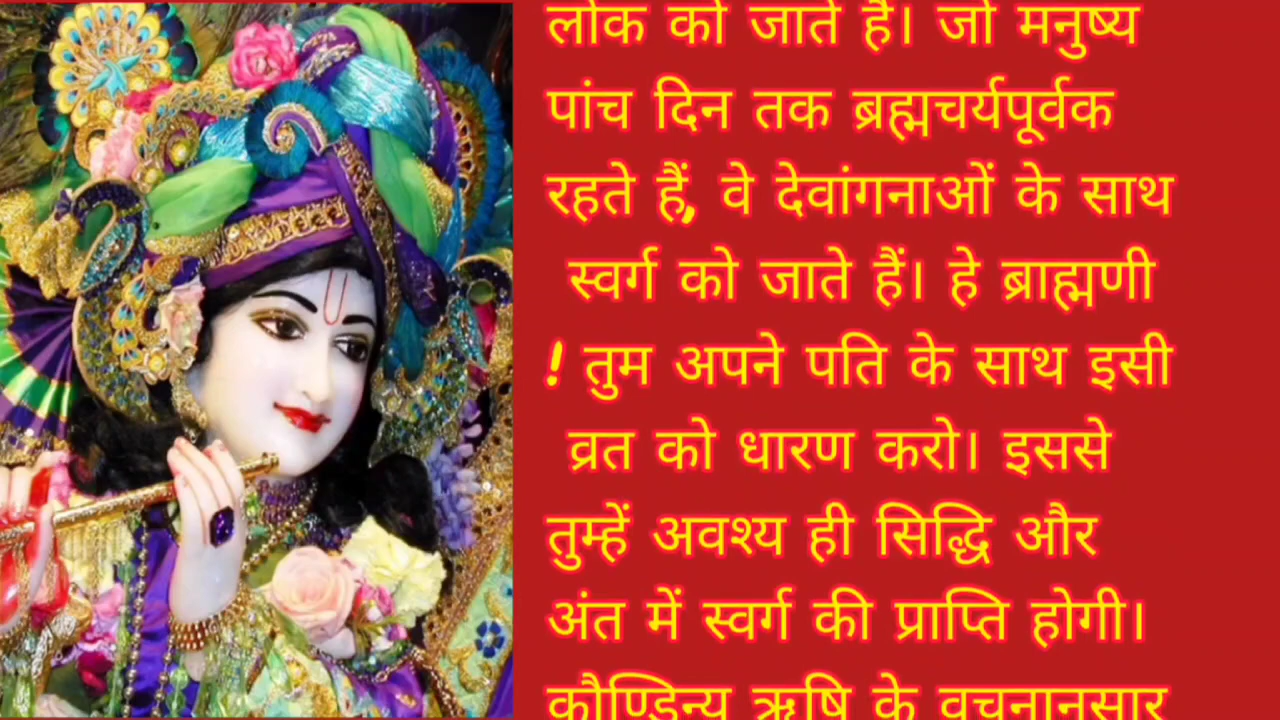 लोक को जाते है। जो मनुष्य
पांच दिन तक ब्रह्मचर्यपूर्वक
रहते हैं, वे देवांगनाओं के साथ
स्वर्ग को जाते हैं। हे ब्राह्मणी
! तुम अपने पति के साथ इसी
व्रत को धारण करो। इससे
तुम्हें अवश्य ही सिद्धि और
अंत में स्वर्ग की प्राप्ति होगी।
कौण्डिन्य ऋषि के वचनानुसार